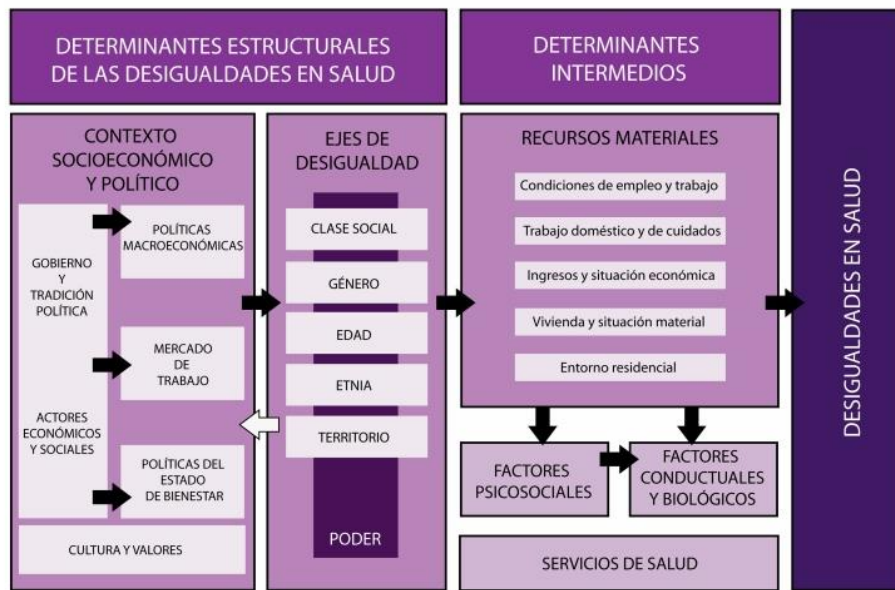 DETERMINANTES ESTRUCTURALES
DE LAS DESIGUALDADES EN SALUD
DETERMINANTES
INTERMEDIOS
CONTEXTO
SOCIOECONÓMICO
Y POLÍTICO
GOBIERNO
Y
TRADICIÓN
POLÍTICA
ACTORES
ECONÓMICOS
Y SOCIALES
POLÍTICAS
MACROECONÓMICAS
MERCADO
DE
TRABAJO
POLÍTICAS DEL
ESTADO
DE BIENESTAR
CULTURA Y VALORES
EJES DE
DESIGUALDAD
CLASE SOCIAL
GÉNERO
EDAD
ETNIA
TERRITORIO
PODER
RECURSOS MATERIALES
Condiciones de empleo y trabajo
Trabajo doméstico y de cuidados
Ingresos y situación económica
Vivienda y situación material
Entorno residencial
FACTORES
PSICOSOCIALES
FACTORES
CONDUCTUALES
Y BIOLÓGICOS
SERVICIOS DE SALUD
DESIGUALDADES EN SALUD